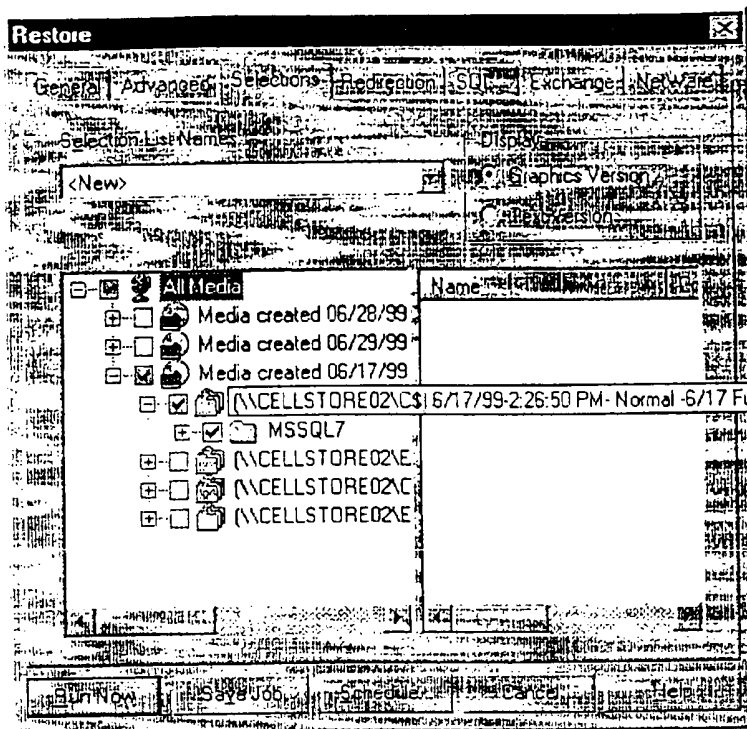 Restore
General Advanced Selections Redirection SQL Exchange NetWare
Selection List Names
Display
<New>
Graphics Version
Text Version
All Media
Name
Media created 06/28/99
Media created 06/29/99
Media created 06/17/99
[\\CELLSTORE02\C$] 6/17/99-2:26:50 PM- Normal -6/17 Fu
MSSQL7
[\\CELLSTORE02\E
[\\CELLSTORE02\C
[\\CELLSTORE02\E
Run Now Save Job Schedule Cancel Help